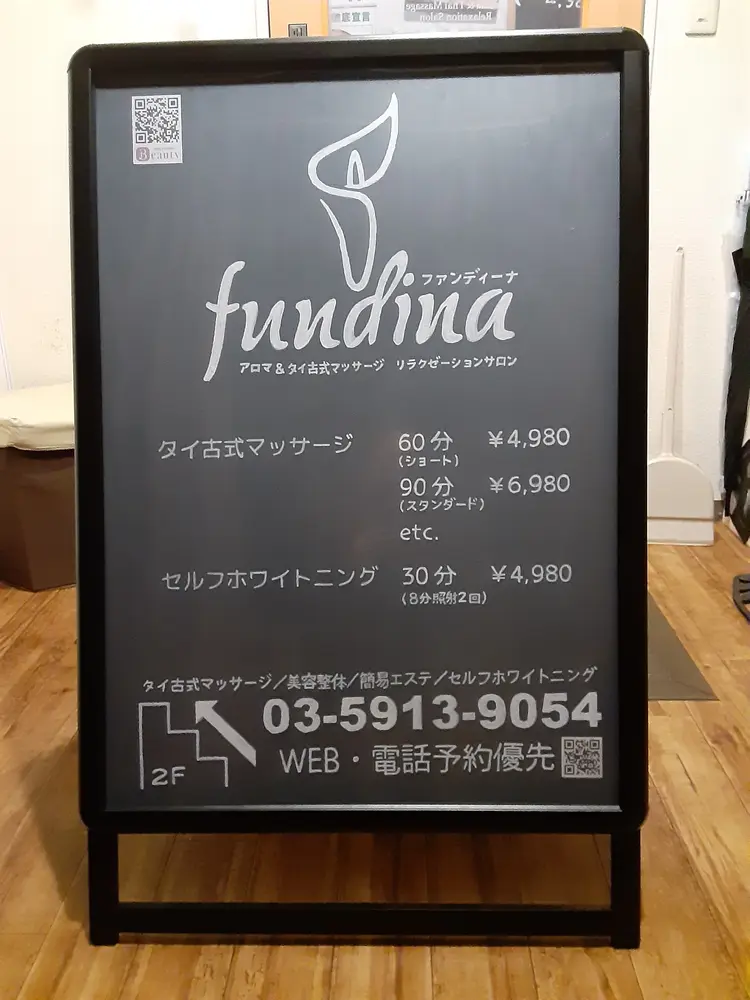 Thai Massage
Relaxation Salon
Beauty
ファンディーナ
fundina
アロマ & タイ古式マッサージ リラクゼーションサロン
タイ古式マッサージ 60分 ¥4,980
(ショート)
90分 ¥6,980
(スタンダード)
etc.
セルフホワイトニング 30分 ¥4,980
(8分照射2回)
タイ古式マッサージ/美容整体/簡易エステ/セルフホワイトニング
03-5913-9054
2F
WEB・電話予約優先